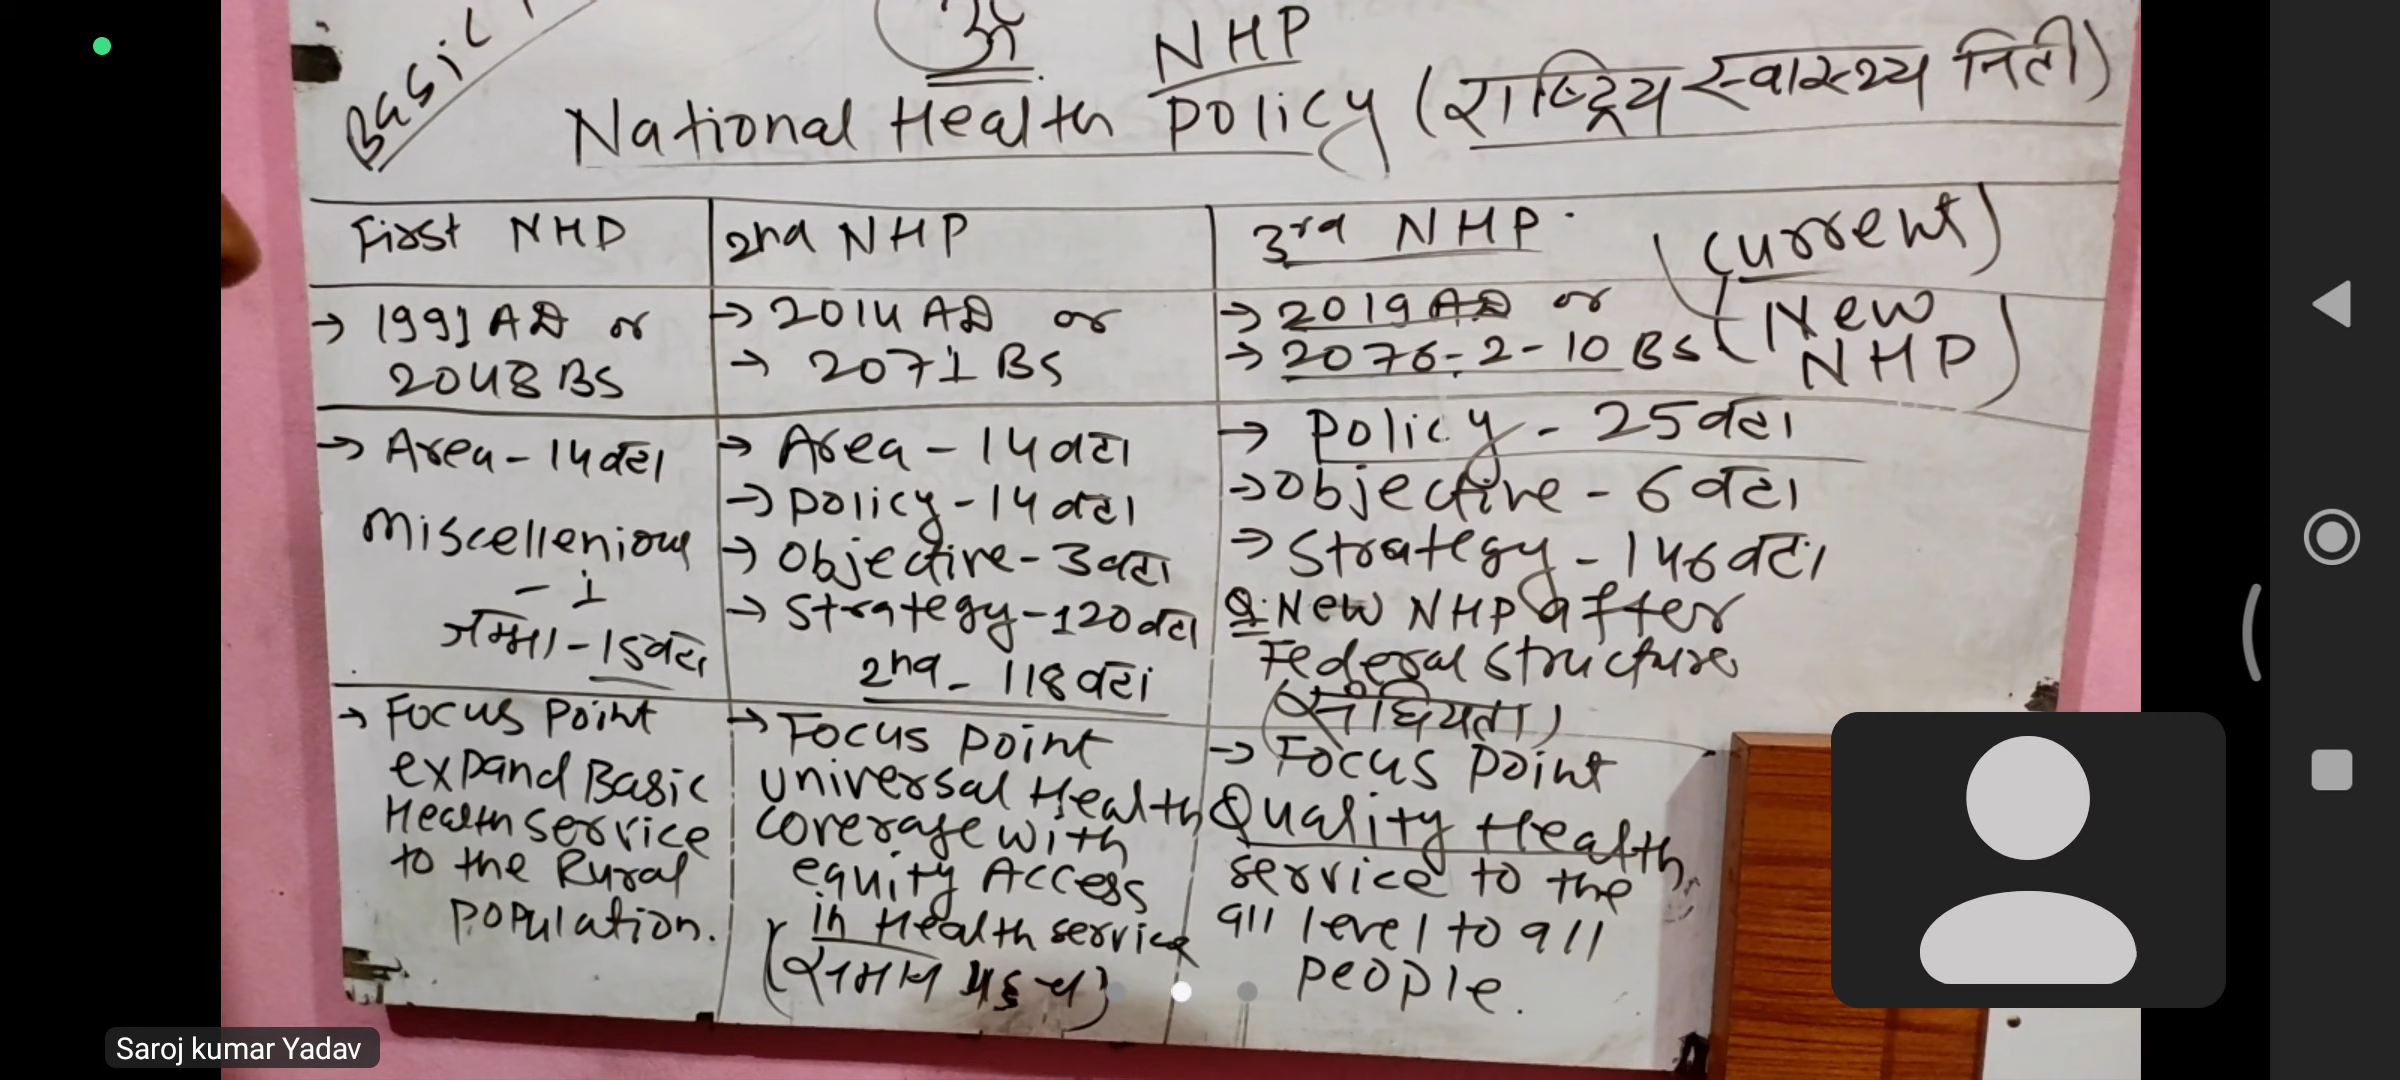 Basic
ॐ
NHP
National Health Policy (राष्ट्रिय स्वास्थ्य निती)
First NHP
→ 1991 AD or
2048 BS
→ Area - 14 वटा
Miscellenious
- 1
जम्मा - 15 वटा
→ Focus Point
expand Basic
Health service
to the Rural
population.
2nd NHP
→ 2014 AD or
→ 2071 BS
→ Area - 14 वटा
→ policy - 14 वटा
→ Objective - 3 वटा
→ Strategy - 120 वटा
2nd - 118 वटा
→ Focus point
universal Health
coverage with
equity Access
in Health service
(समान पहुच)
3rd NHP. (Current)
→ 2019 AD or
→ 2076-2-10 BS (New
NHP)
→ Policy - 25 वटा
→ Objective - 6 वटा
→ Strategy - 146 वटा
Q. New NHP after
Federal structure
(संघियता)
→ Focus point
Quality Health
service to the
all level to all
people.
Saroj kumar Yadav